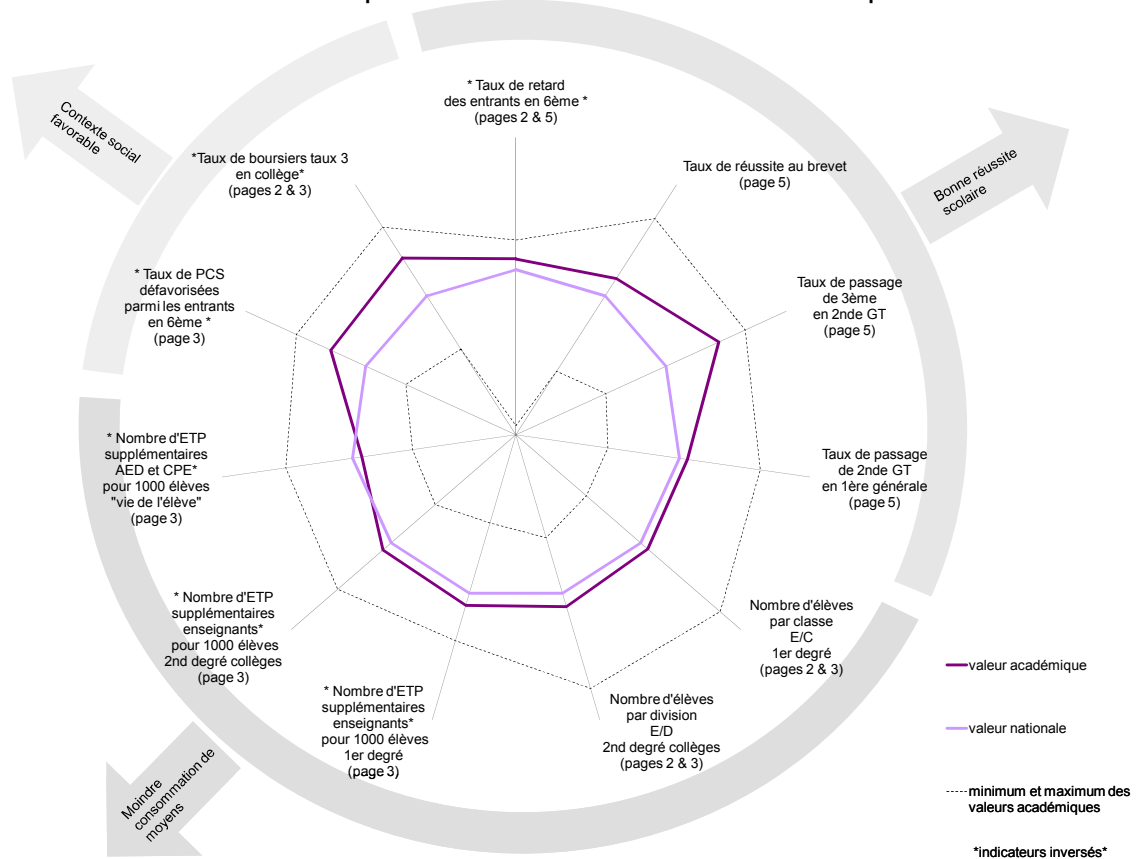 * Taux de retard
des entrants en 6ème *
(pages 2 & 5)
Contexte social
favorable
*Taux de boursiers taux 3
en collège*
(pages 2 & 3)
Taux de réussite au brevet
(page 5)
Bonne réussite
scolaire
* Taux de PCS
défavorisées
parmi les entrants
en 6ème *
(page 3)
Taux de passage
de 3ème
en 2nde GT
(page 5)
* Nombre d'ETP
supplémentaires
AED et CPE*
pour 1000 élèves
"vie de l'élève"
(page 3)
Taux de passage
de 2nde GT
en 1ère générale
(page 5)
* Nombre d'ETP
supplémentaires
enseignants*
pour 1000 élèves
2nd degré collèges
(page 3)
Nombre d'élèves
par classe
E/C
1er degré
(pages 2 & 3)
* Nombre d'ETP
supplémentaires
enseignants*
pour 1000 élèves
1er degré
(page 3)
Nombre d'élèves
par division
E/D
2nd degré collèges
(pages 2 & 3)
Moindre
consommation de
moyens
valeur académique
valeur nationale
minimum et maximum des
valeurs académiques
*indicateurs inversés*